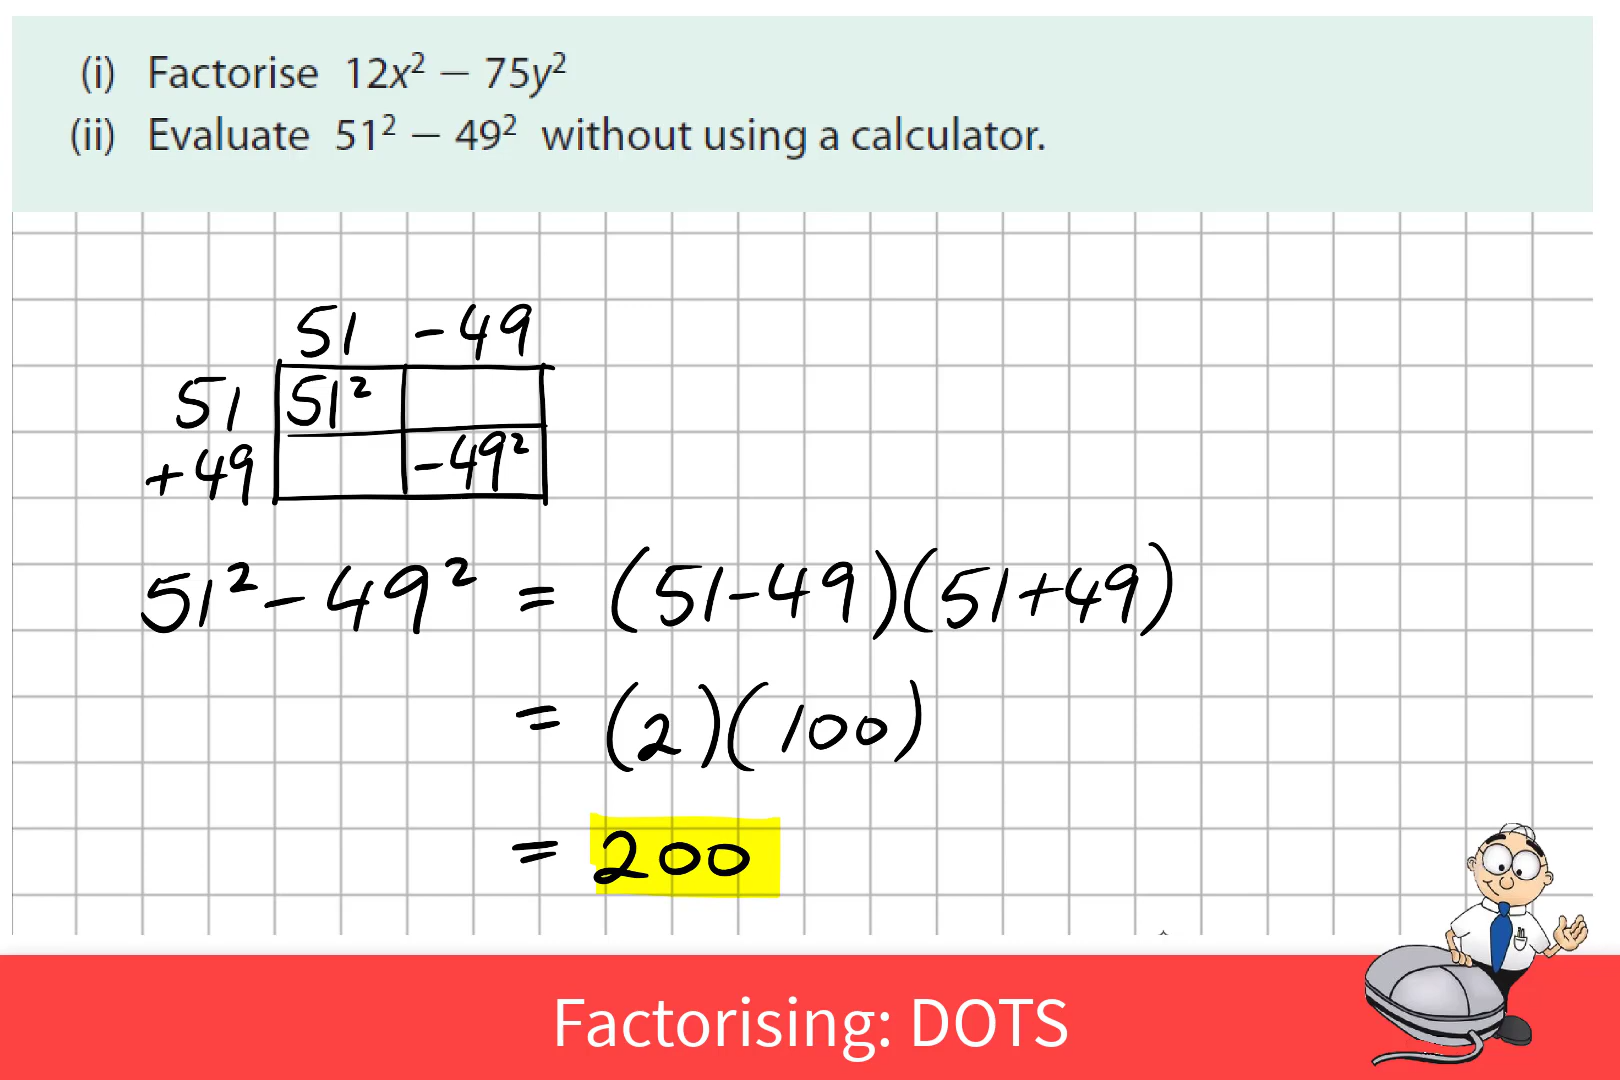 (i) Factorise 12x² − 75y²
(ii) Evaluate 51² − 49² without using a calculator.
51 -49
51 51²
+49 -49²
51² - 49² = (51-49)(51+49)
= (2)(100)
= 200
Factorising: DOTS